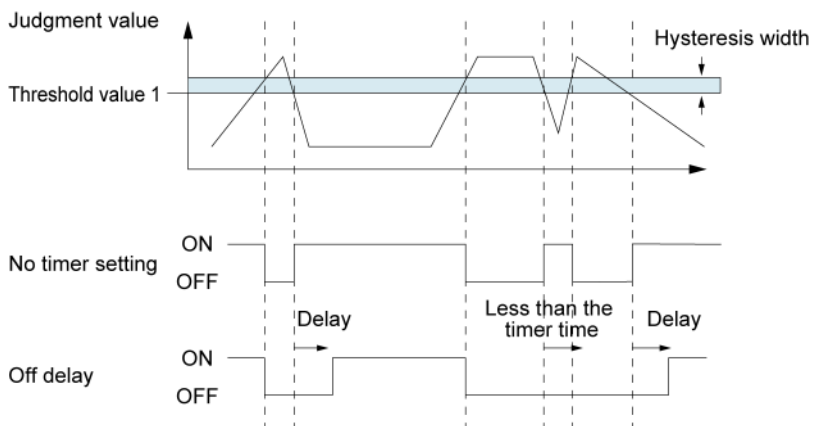 Judgment value
Hysteresis width
Threshold value 1
ON
No timer setting
OFF
Delay
Less than the
timer time
Delay
ON
Off delay
OFF